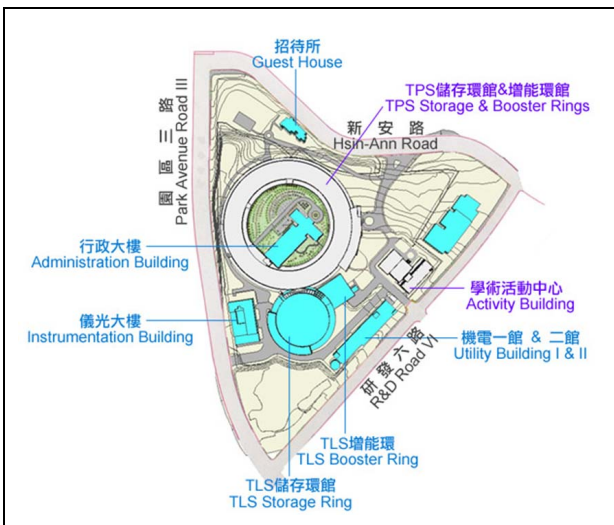 招待所
Guest House
TPS儲存環館&增能環館
TPS Storage & Booster Rings
新安路
Hsin-Ann Road
園區三路
Park Avenue Road III
行政大樓
Administration Building
學術活動中心
Activity Building
儀光大樓
Instrumentation Building
機電一館 & 二館
Utility Building I & II
研發六路
R&D Road VI
TLS增能環
TLS Booster Ring
TLS儲存環館
TLS Storage Ring